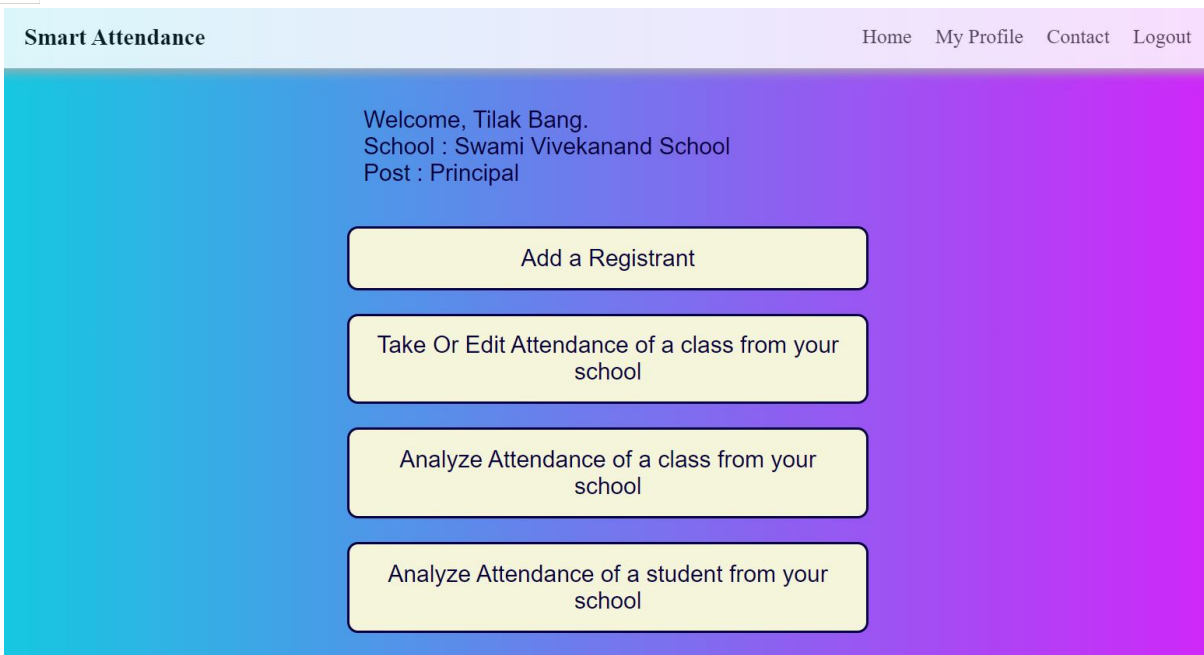 Smart Attendance
Home My Profile Contact Logout
Welcome, Tilak Bang.
School : Swami Vivekanand School
Post : Principal
Add a Registrant
Take Or Edit Attendance of a class from your
school
Analyze Attendance of a class from your
school
Analyze Attendance of a student from your
school